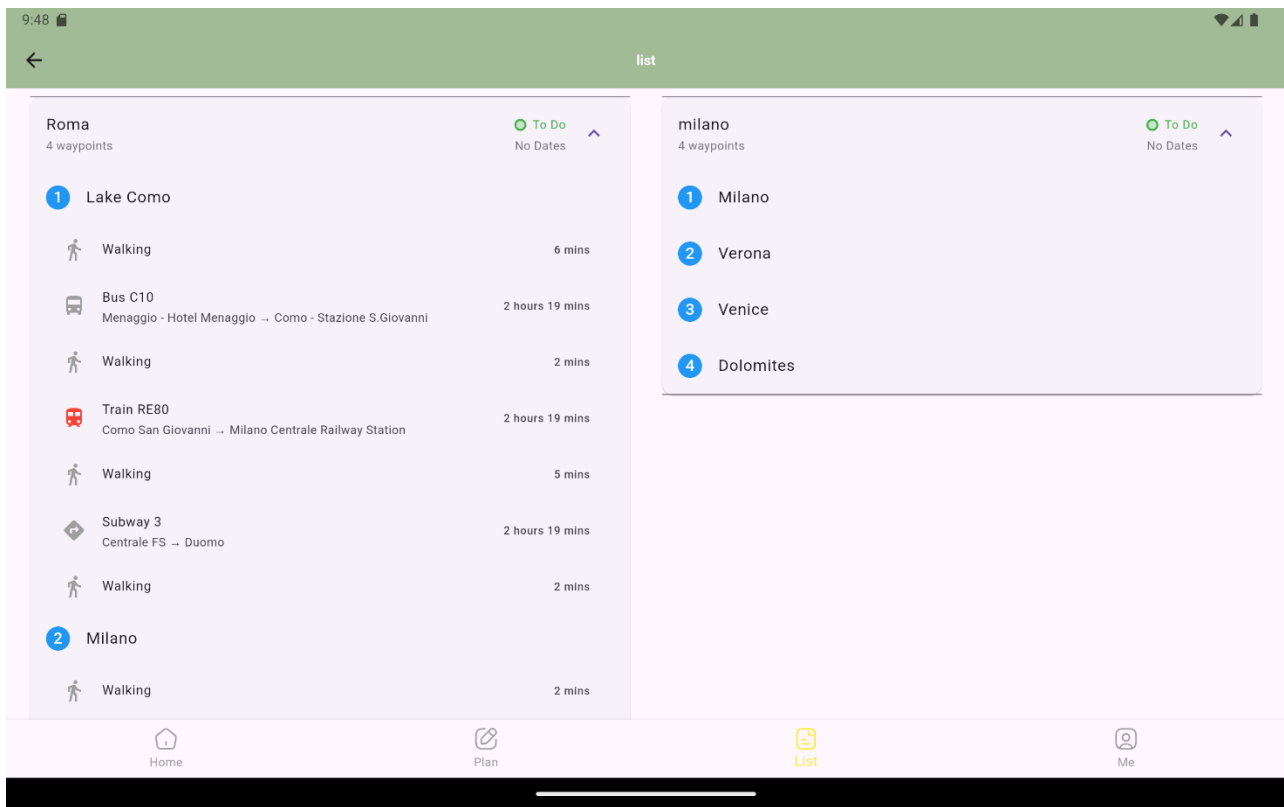 9:48
list
Roma
4 waypoints
To Do
No Dates
1 Lake Como
Walking 6 mins
Bus C10
Menaggio - Hotel Menaggio → Como - Stazione S.Giovanni
2 hours 19 mins
Walking 2 mins
Train RE80
Como San Giovanni → Milano Centrale Railway Station
2 hours 19 mins
Walking 5 mins
Subway 3
Centrale FS → Duomo
2 hours 19 mins
Walking 2 mins
2 Milano
Walking 2 mins
milano
4 waypoints
To Do
No Dates
1 Milano
2 Verona
3 Venice
4 Dolomites
Home
Plan
List
Me